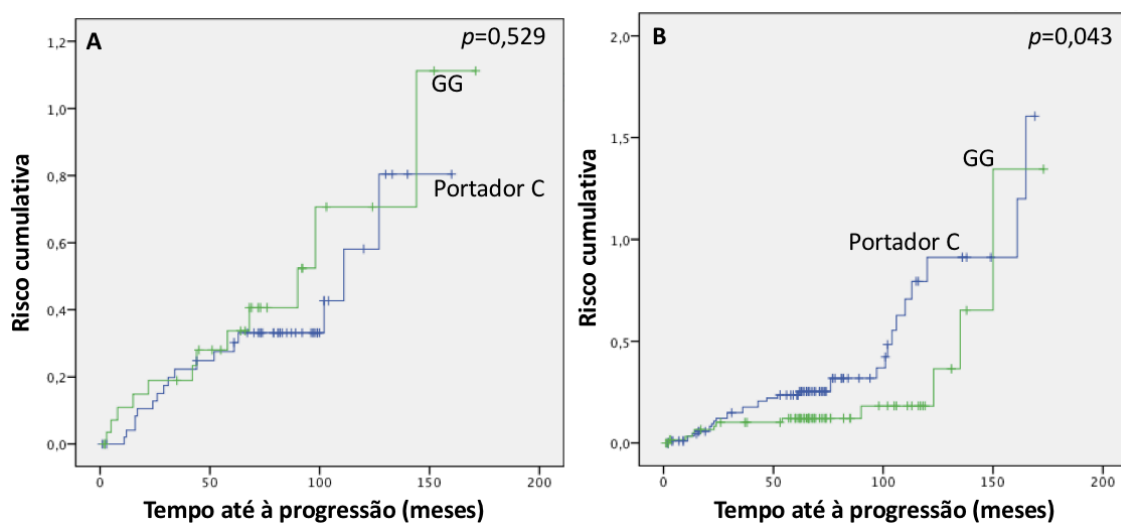 A
p=0,529
1,2
1,0
0,8
0,6
0,4
0,2
0,0
GG
Portador C
Risco cumulativa
0
50
100
150
200
Tempo até à progressão (meses)
B
p=0,043
2,0
1,5
1,0
0,5
0,0
GG
Portador C
Risco cumulativa
0
50
100
150
200
Tempo até à progressão (meses)